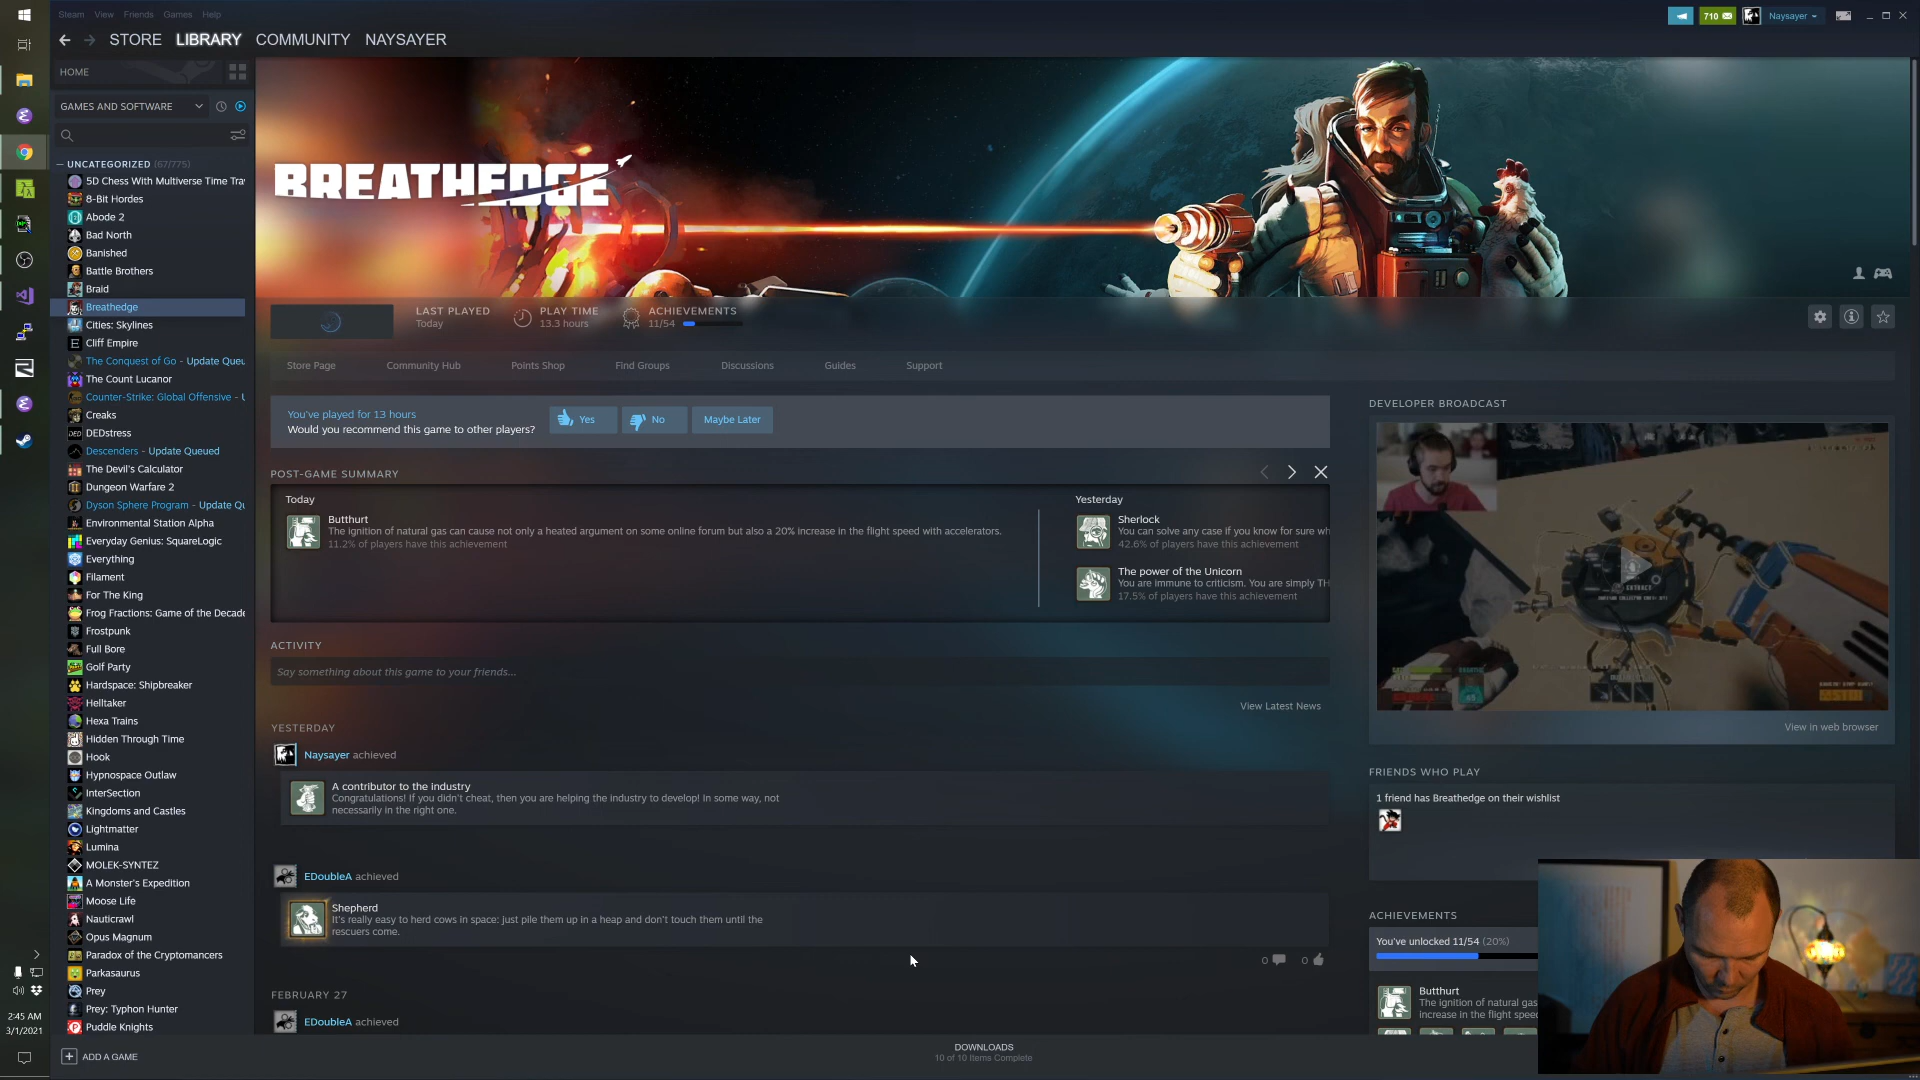 Steam View Friends Games Help
710
Naysayer
STORE LIBRARY COMMUNITY NAYSAYER
HOME
GAMES AND SOFTWARE
UNCATEGORIZED (67/775)
5D Chess With Multiverse Time Tra
8-Bit Hordes
Abode 2
Bad North
Banished
Battle Brothers
Braid
Breathedge
Cities: Skylines
Cliff Empire
The Conquest of Go - Update Queu
The Count Lucanor
Counter-Strike: Global Offensive - U
Creaks
DEDstress
Descenders - Update Queued
The Devil's Calculator
Dungeon Warfare 2
Dyson Sphere Program - Update Qu
Environmental Station Alpha
Everyday Genius: SquareLogic
Everything
Filament
For The King
Frog Fractions: Game of the Decade
Frostpunk
Full Bore
Golf Party
Hardspace: Shipbreaker
Helltaker
Hexa Trains
Hidden Through Time
Hook
Hypnospace Outlaw
InterSection
Kingdoms and Castles
Lightmatter
Lumina
MOLEK-SYNTEZ
A Monster's Expedition
Moose Life
Nauticrawl
Opus Magnum
Paradox of the Cryptomancers
Parkasaurus
Prey
Prey: Typhon Hunter
Puddle Knights
ADD A GAME
2:45 AM
3/1/2021
BREATHEDGE
LAST PLAYED
Today
PLAY TIME
13.3 hours
ACHIEVEMENTS
11/54
Store Page Community Hub Points Shop Find Groups Discussions Guides Support
You've played for 13 hours
Would you recommend this game to other players?
Yes No Maybe Later
POST-GAME SUMMARY
Today
Butthurt
The ignition of natural gas can cause not only a heated argument on some online forum but also a 20% increase in the flight speed with accelerators.
11.2% of players have this achievement
Yesterday
Sherlock
You can solve any case if you know for sure wh
42.6% of players have this achievement
The power of the Unicorn
You are immune to criticism. You are simply TH
17.5% of players have this achievement
ACTIVITY
Say something about this game to your friends...
View Latest News
YESTERDAY
Naysayer achieved
A contributor to the industry
Congratulations! If you didn't cheat, then you are helping the industry to develop! In some way, not
necessarily in the right one.
EDoubleA achieved
Shepherd
It's really easy to herd cows in space: just pile them up in a heap and don't touch them until the
rescuers come.
0 0
FEBRUARY 27
EDoubleA achieved
DOWNLOADS
10 of 10 Items Complete
DEVELOPER BROADCAST
View in web browser
FRIENDS WHO PLAY
1 friend has Breathedge on their wishlist
ACHIEVEMENTS
You've unlocked 11/54 (20%)
Butthurt
The ignition of natural gas
increase in the flight speed